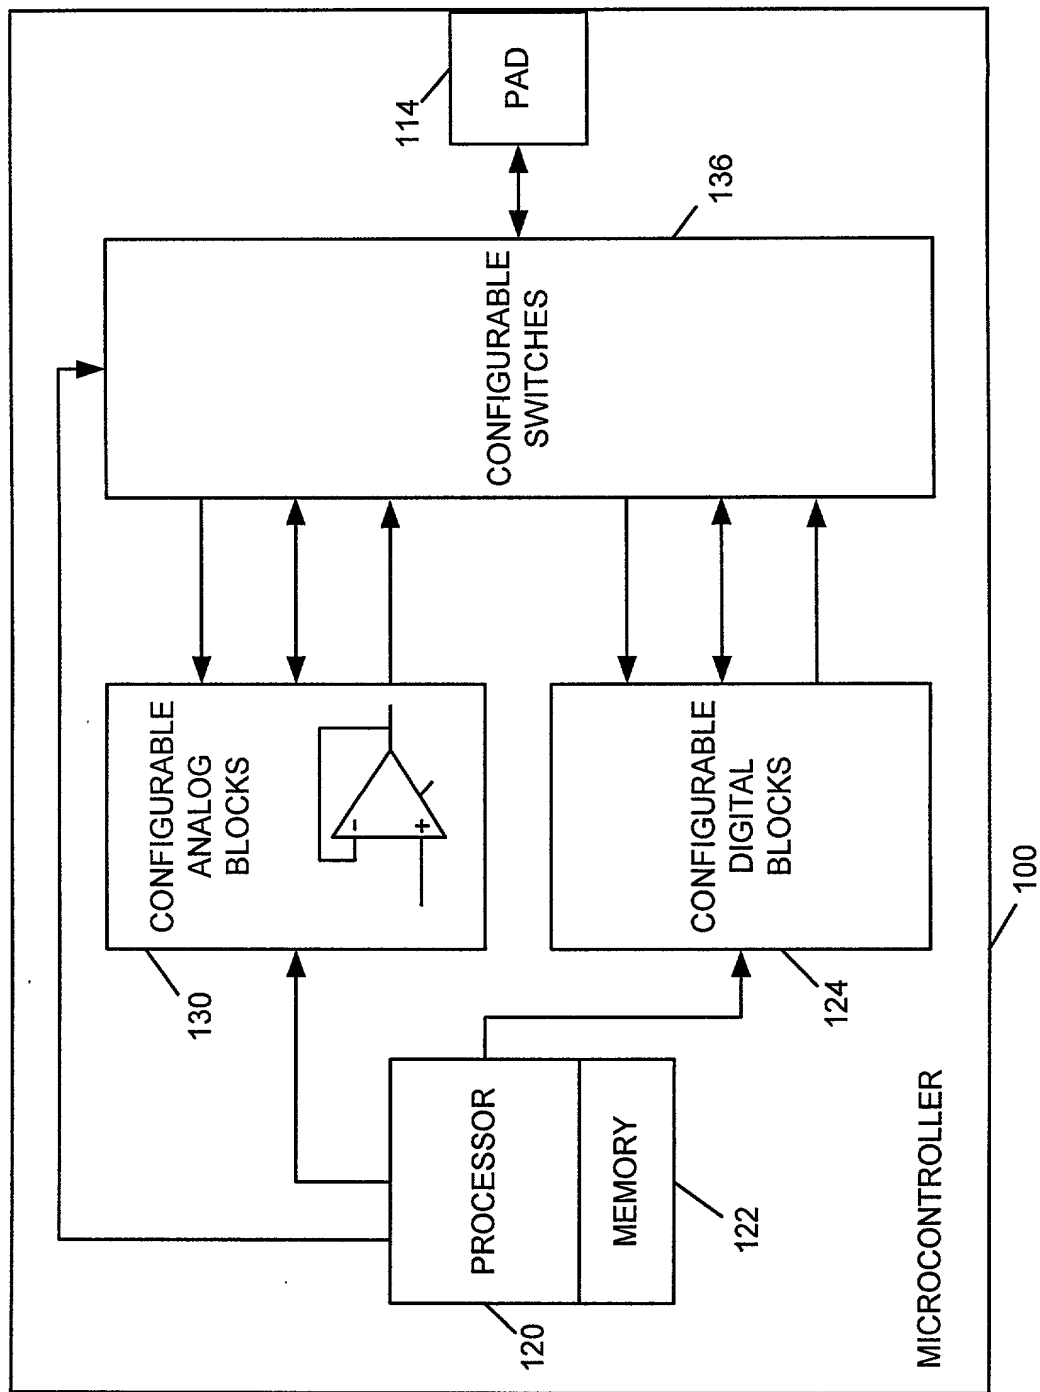 MICROCONTROLLER
100
PROCESSOR
120
MEMORY
122
CONFIGURABLE
ANALOG
BLOCKS
-
+
130
CONFIGURABLE
DIGITAL
BLOCKS
124
CONFIGURABLE
SWITCHES
136
PAD
114